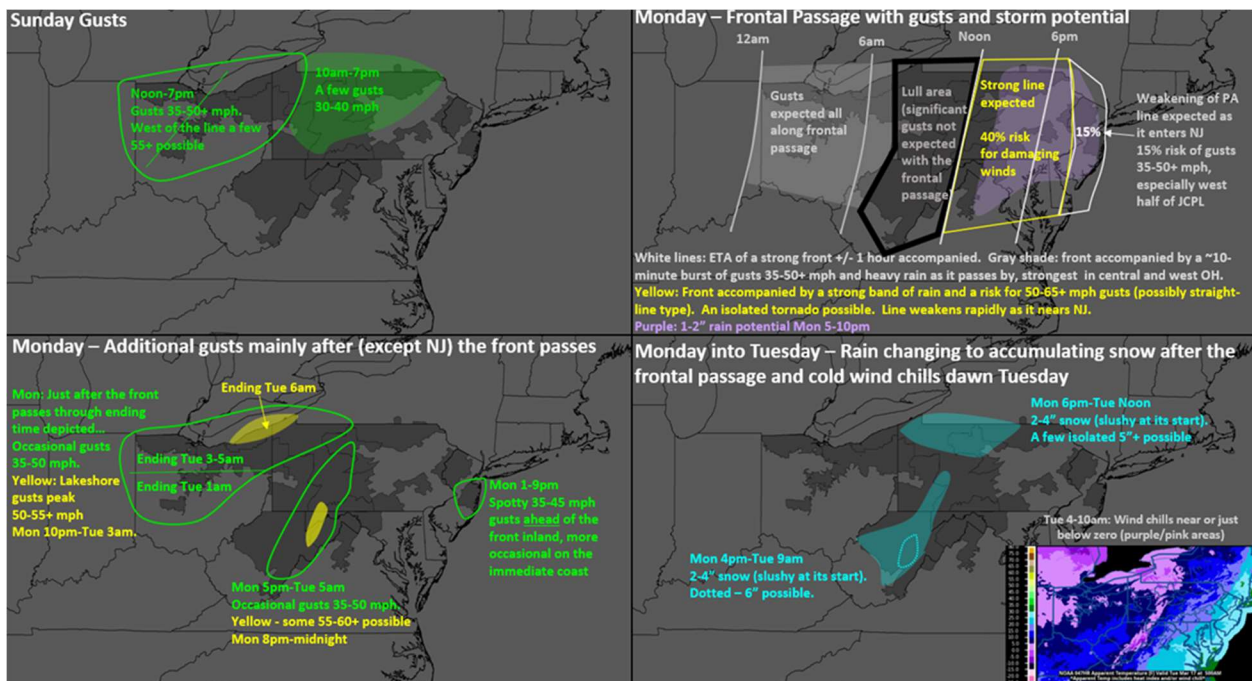 Sunday Gusts
Noon-7pm
Gusts 35-50+ mph.
West of the line a few
55+ possible
10am-7pm
A few gusts
30-40 mph
Monday – Frontal Passage with gusts and storm potential
12am
6am
Noon
6pm
Gusts
expected all
along frontal
passage
Lull area
(significant
gusts not
expected
with the
frontal
passage)
Strong line
expected
40% risk
for damaging
winds
15%
Weakening of PA
line expected as
it enters NJ
15% risk of gusts
35-50+ mph,
especially west
half of JCPL
White lines: ETA of a strong front +/- 1 hour accompanied. Gray shade: front accompanied by a ~10-
minute burst of gusts 35-50+ mph and heavy rain as it passes by, strongest in central and west OH.
Yellow: Front accompanied by a strong band of rain and a risk for 50-65+ mph gusts (possibly straight-
line type). An isolated tornado possible. Line weakens rapidly as it nears NJ.
Purple: 1-2” rain potential Mon 5-10pm
Monday – Additional gusts mainly after (except NJ) the front passes
Mon: Just after the front
passes through ending
time depicted...
Occasional gusts
35-50 mph.
Yellow: Lakeshore
gusts peak
50-55+ mph
Mon 10pm-Tue 3am.
Ending Tue 6am
Ending Tue 3-5am
Ending Tue 1am
Mon 1-9pm
Spotty 35-45 mph
gusts ahead of the
front inland, more
occasional on the
immediate coast
Mon 5pm-Tue 5am
Occasional gusts 35-50 mph.
Yellow - some 55-60+ possible
Mon 8pm-midnight
Monday into Tuesday – Rain changing to accumulating snow after the
frontal passage and cold wind chills dawn Tuesday
Mon 6pm-Tue Noon
2-4” snow (slushy at its start).
A few isolated 5”+ possible
Mon 4pm-Tue 9am
2-4” snow (slushy at its start).
Dotted – 6” possible.
Tue 4-10am: Wind chills near or just
below zero (purple/pink areas)